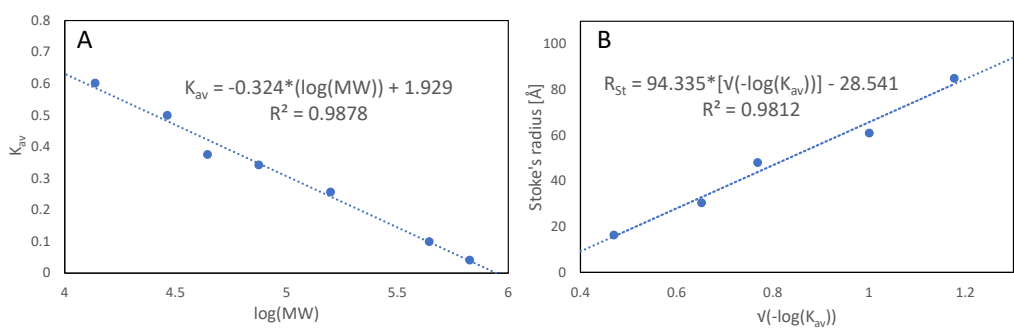 A
K_av = -0.324*(log(MW)) + 1.929
R² = 0.9878
K_av
0.8
0.7
0.6
0.5
0.4
0.3
0.2
0.1
0
4
4.5
5
5.5
6
log(MW)
B
R_St = 94.335*[√(-log(K_av))] - 28.541
R² = 0.9812
Stoke's radius [Å]
100
80
60
40
20
0
0.4
0.6
0.8
1
1.2
√(-log(K_av))